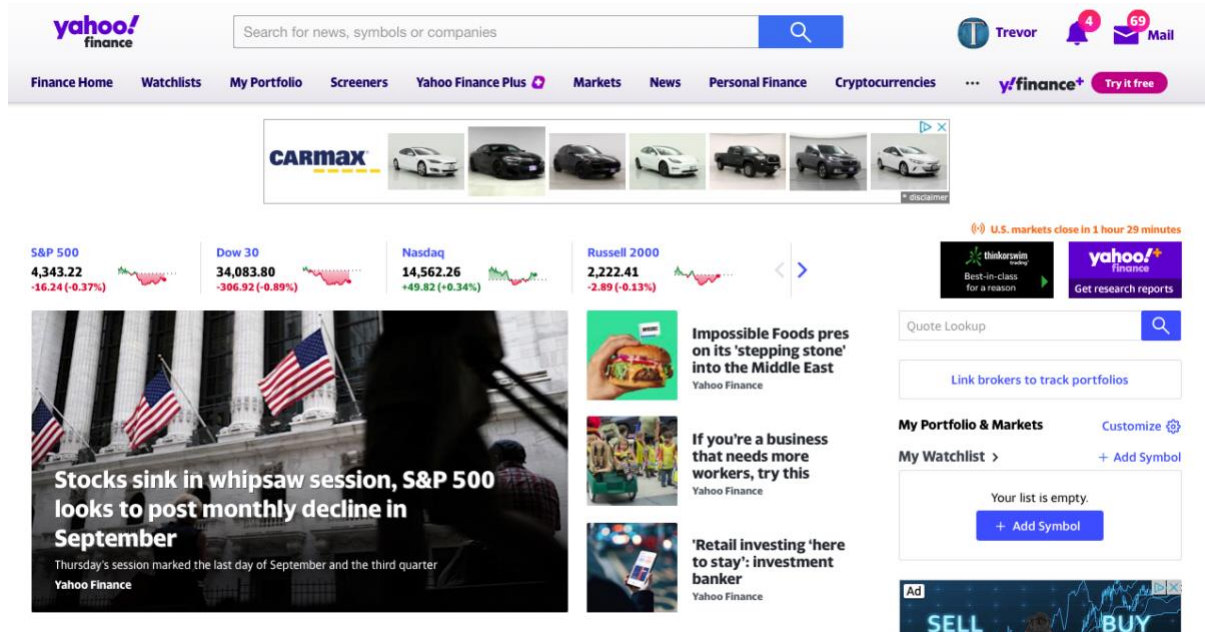 yahoo!
finance
Search for news, symbols or companies
T
Trevor
4
69
Mail
Finance Home
Watchlists
My Portfolio
Screeners
Yahoo Finance Plus
Markets
News
Personal Finance
Cryptocurrencies
...
y!finance+
Try it free
CARMAX
* disclaimer
U.S. markets close in 1 hour 29 minutes
S&P 500
4,343.22
-16.24 (-0.37%)
Dow 30
34,083.80
-306.92 (-0.89%)
Nasdaq
14,562.26
+49.82 (+0.34%)
Russell 2000
2,222.41
-2.89 (-0.13%)
thinkorswim
trading
Best-in-class
for a reason
yahoo!+
finance
Get research reports
Stocks sink in whipsaw session, S&P 500
looks to post monthly decline in
September
Thursday's session marked the last day of September and the third quarter
Yahoo Finance
Impossible Foods pres
on its 'stepping stone'
into the Middle East
Yahoo Finance
If you're a business
that needs more
workers, try this
Yahoo Finance
'Retail investing ‘here
to stay’: investment
banker
Yahoo Finance
Quote Lookup
Link brokers to track portfolios
My Portfolio & Markets
Customize
My Watchlist >
+ Add Symbol
Your list is empty.
+ Add Symbol
Ad
SELL
BUY